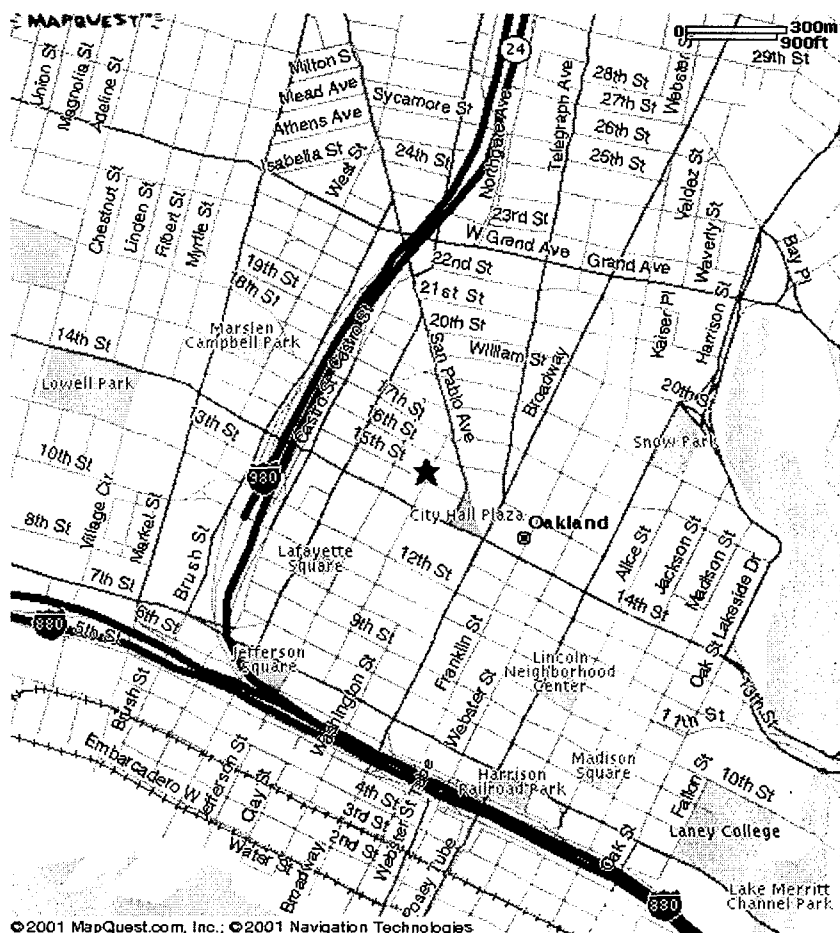 MAPQUEST
24
0 300m
900ft
29th St
Union St
Magnolia St
Adeline St
Milton St
Mead Ave
Sycamore St
Athens Ave
Isabella St
24th St
West St
Northgate Ave
Telegraph Ave
28th St
27th St
26th St
25th St
Webster St
Valdez St
Chestnut St
Linden St
Filbert St
Myrtle St
23rd St
W Grand Ave
Grand Ave
Waverly St
Bay Pl
19th St
18th St
22nd St
21st St
20th St
William St
Kaiser Pl
Harrison St
14th St
Marslen
Campbell Park
Castro St
San Pablo Ave
Broadway
Lowell Park
17th St
16th St
15th St
20th St
Snow Park
13th St
Castro St
10th St
980
Village Cir
Market St
8th St
Brush St
City Hall Plaza
Oakland
Lafayette
Square
12th St
Alice St
Jackson St
Madison St
Lakeside Dr
7th St
6th St
14th St
880
5th St
9th St
Jefferson
Square
Franklin St
Lincoln
Neighborhood
Center
Oak St
13th St
Brush St
Washington St
Webster St
11th St
Embarcadero W
Jefferson St
Clay St
4th St
3rd St
2nd St
Harrison
Railroad Park
Madison
Square
Fallon St
10th St
Water St
Broadway
Webster St
Posey Tube
Oak St
Laney College
880
Lake Merritt
Channel Park
©2001 MapQuest.com, Inc.; ©2001 Navigation Technologies